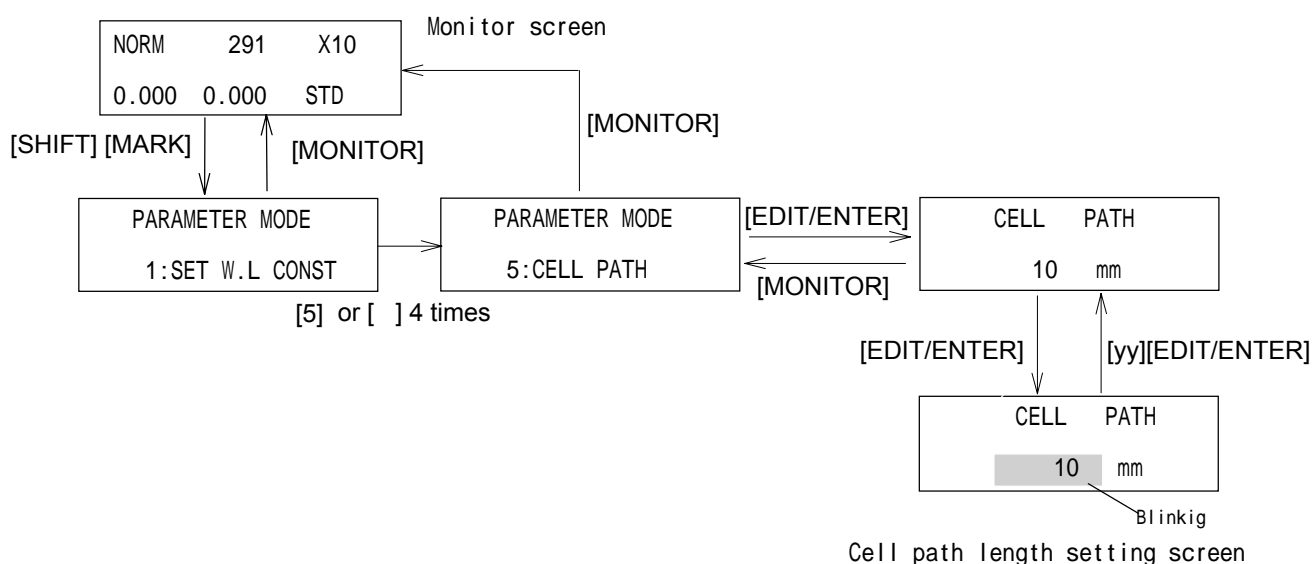 Monitor screen
NORM 291 X10
0.000 0.000 STD
[MONITOR]
[SHIFT] [MARK]
[MONITOR]
PARAMETER MODE
1:SET W.L CONST
PARAMETER MODE
5:CELL PATH
[EDIT/ENTER]
[MONITOR]
CELL PATH
10 mm
[5] or [ ] 4 times
[EDIT/ENTER]
[yy][EDIT/ENTER]
CELL PATH
10 mm
Blinkig
Cell path length setting screen